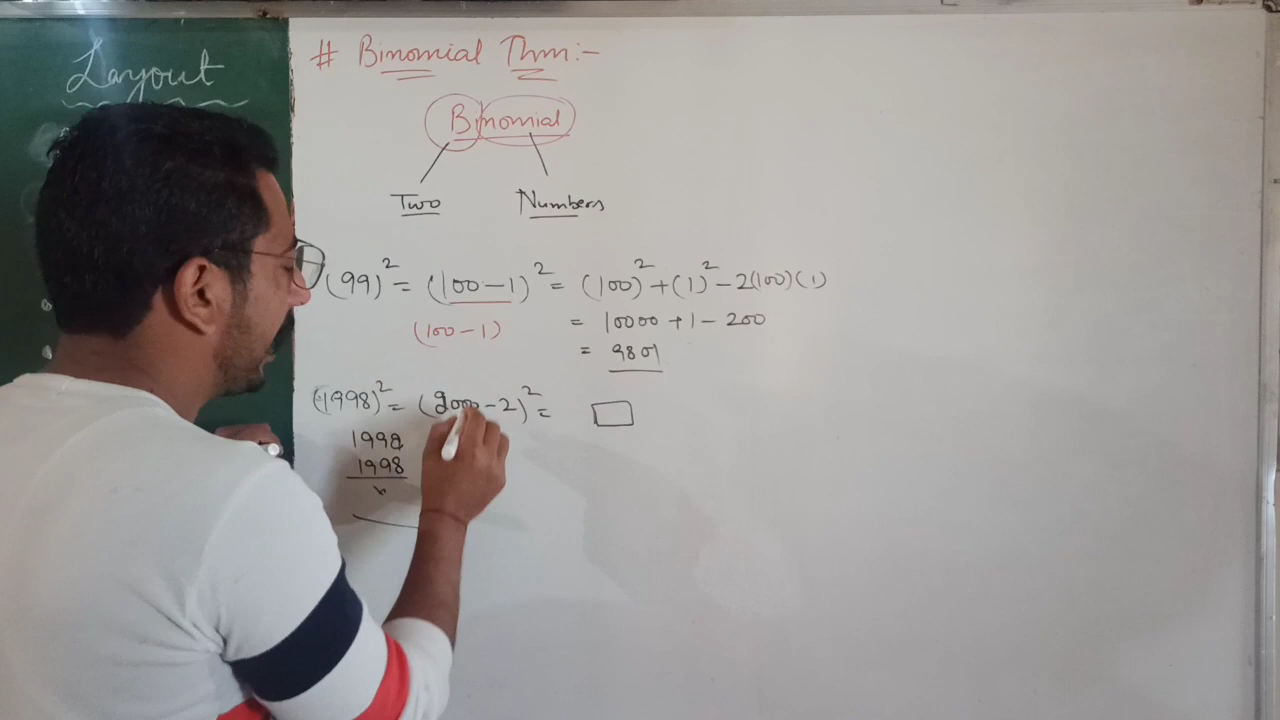 Layout
# Binomial Thm:-
Binomial
Two Numbers
(99)² = (100-1)² = (100)² + (1)² - 2(100)(1)
(100-1) = 10000 + 1 - 200
= 9801
(1998)² = (2000-2)² =
1998
1998